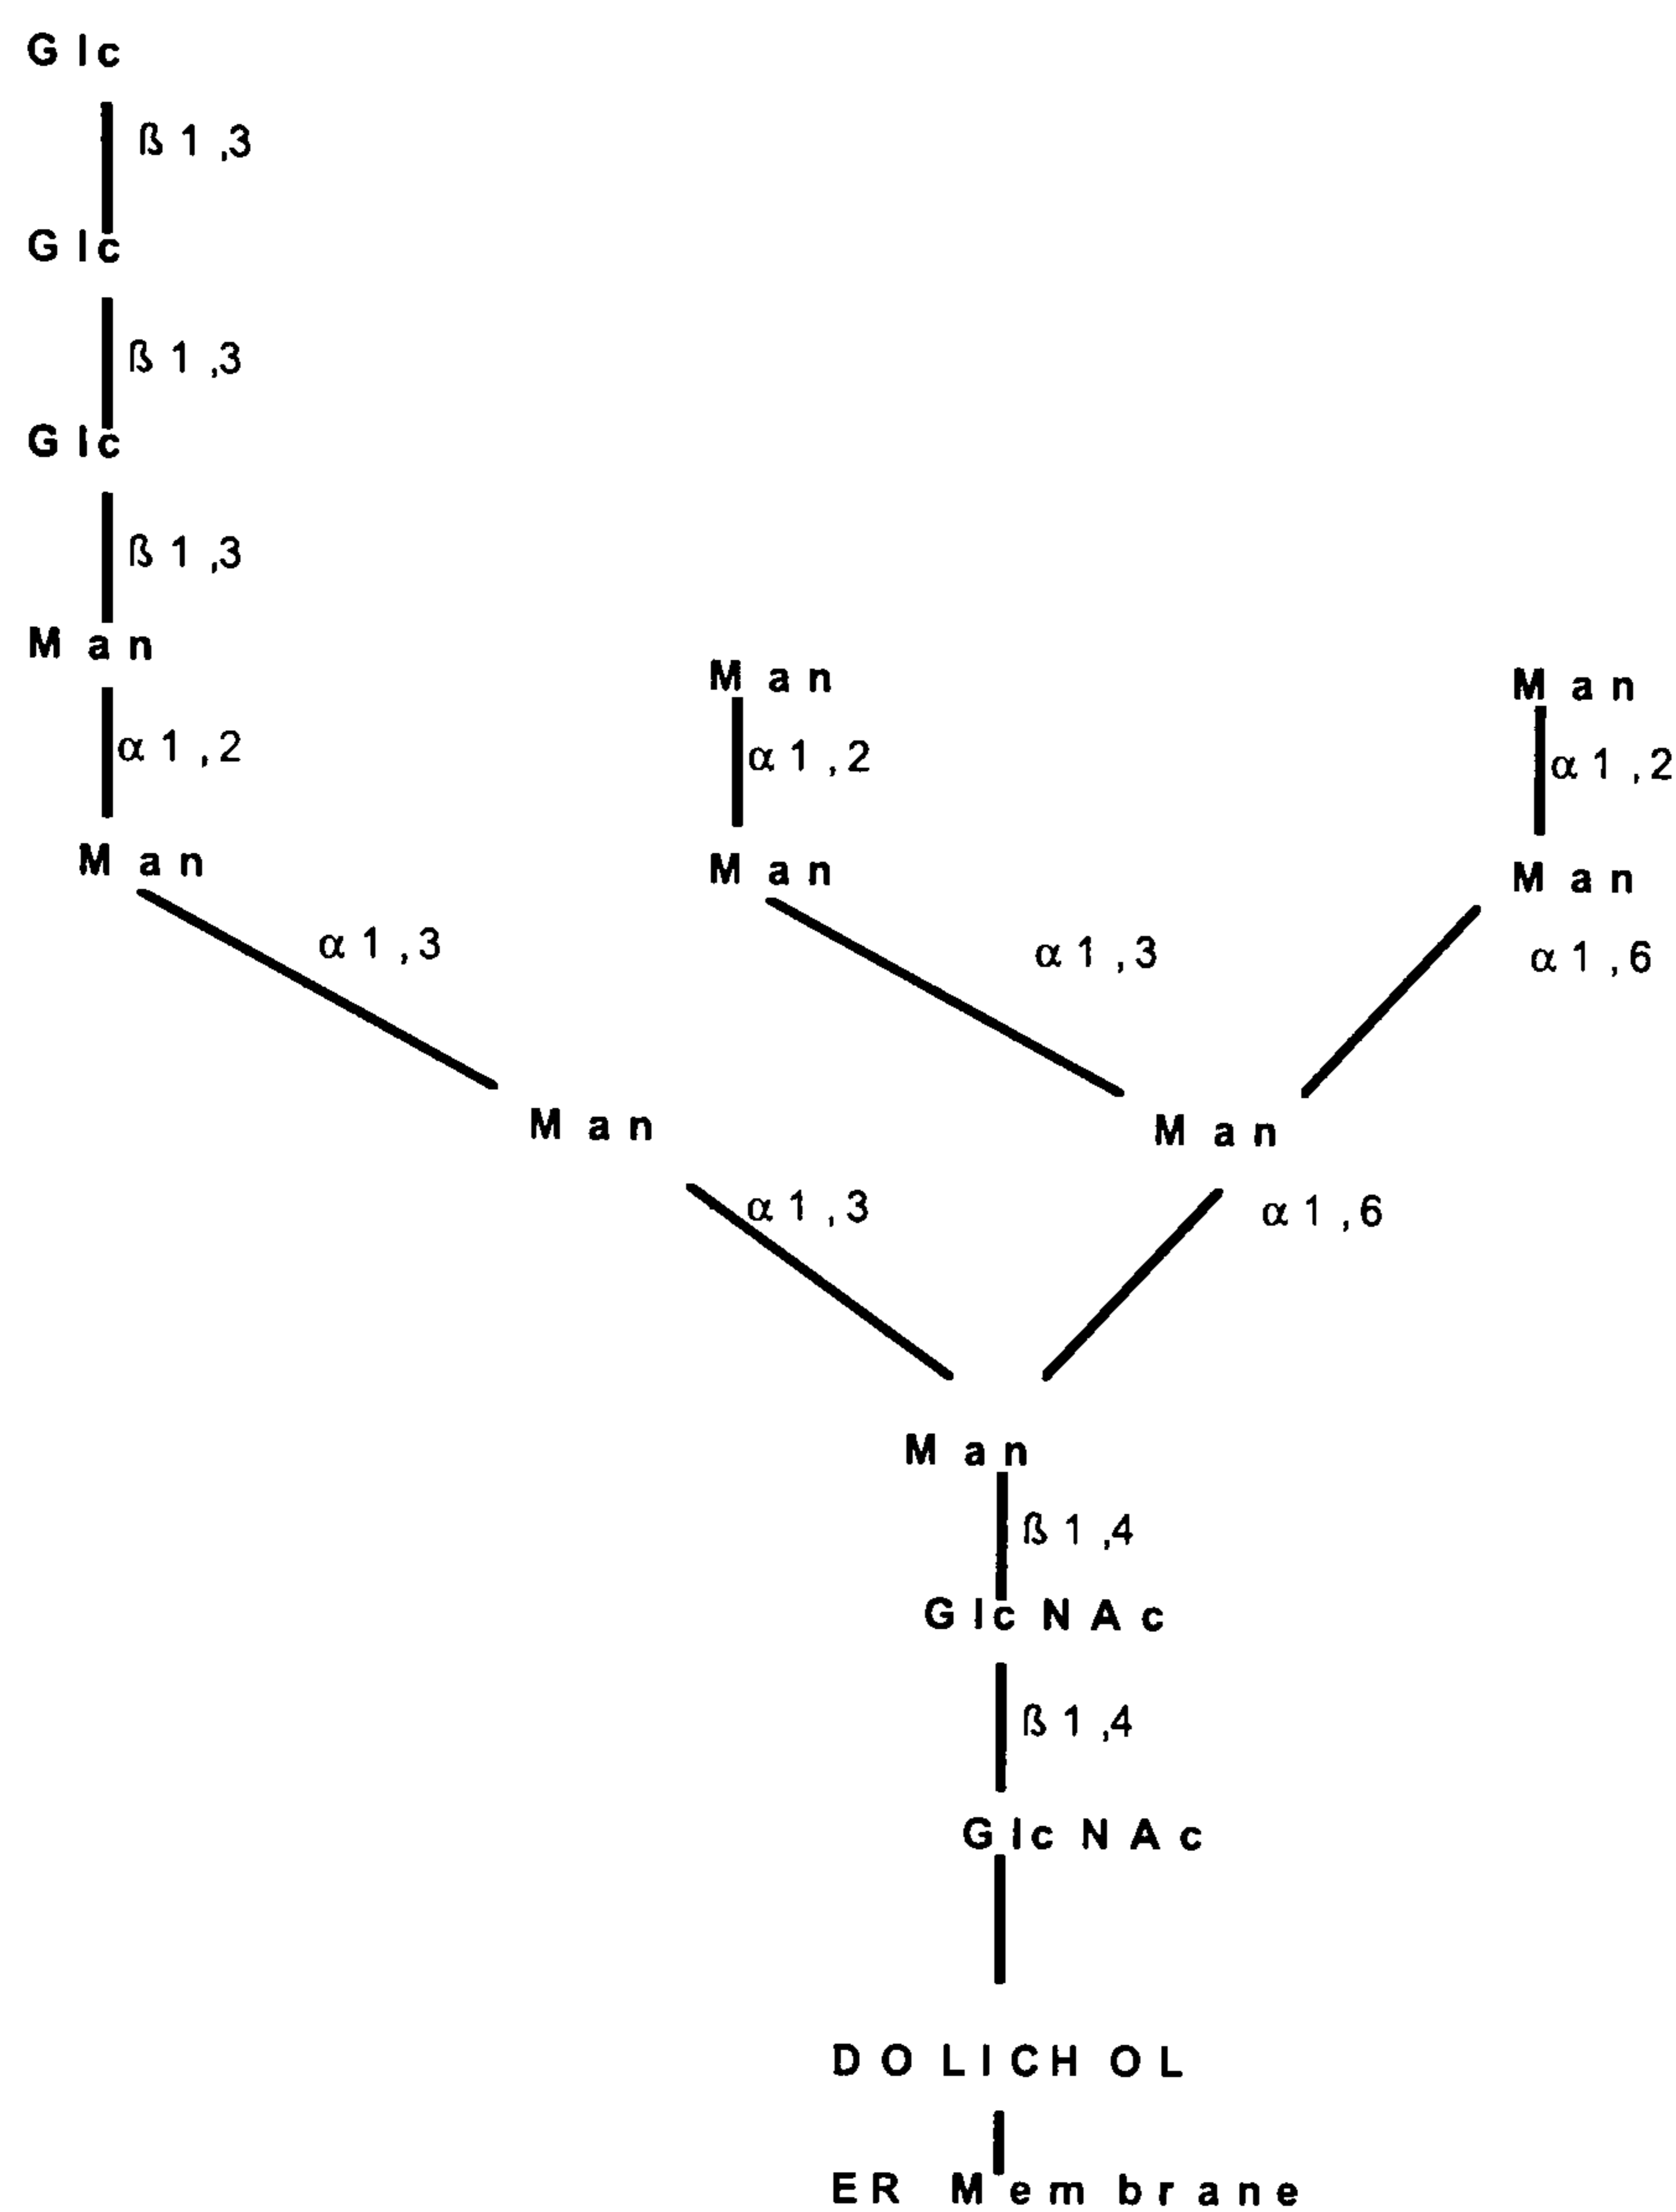 Glc
ß1,3
Glc
ß1,3
Glc
ß1,3
Man
Man
Man
α1,2
α1,2
α1,2
Man
Man
Man
α1,3
α1,3
α1,6
Man
Man
α1,3
α1,6
Man
ß1,4
GlcNAc
ß1,4
GlcNAc
DOLICHOL
ER Membrane